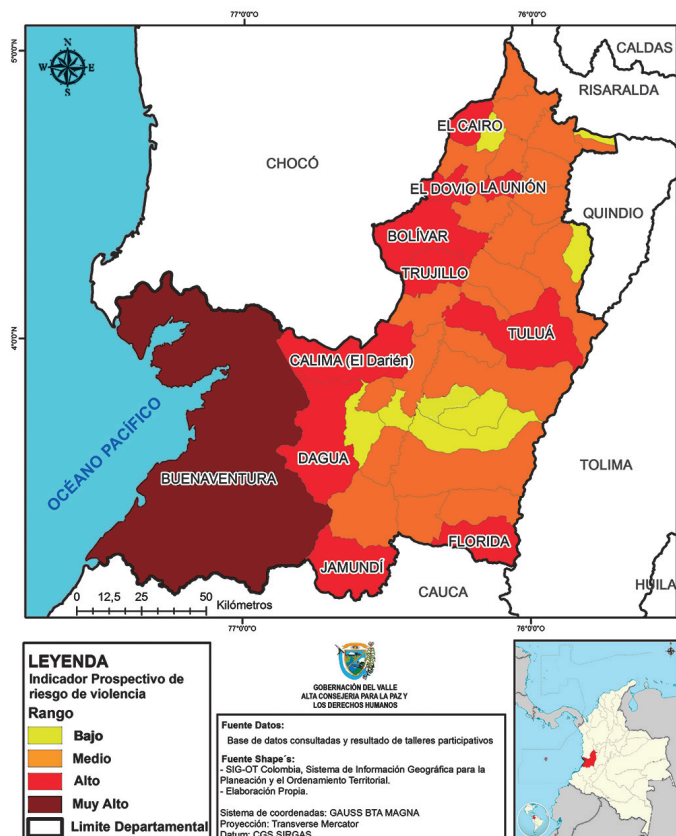 77°0'0"O
76°0'0"O
5°0'0"N
N
W
E
S
CALDAS
RISARALDA
EL CAIRO
CHOCÓ
EL DOVIO
LA UNIÓN
QUINDIO
BOLÍVAR
TRUJILLO
4°0'0"N
TULUÁ
CALIMA (El Darién)
OCÉANO PACÍFICO
DAGUA
BUENAVENTURA
TOLIMA
FLORIDA
JAMUNDÍ
CAUCA
HUILA
0 12,5 25 50
Kilómetros
77°0'0"O
76°0'0"O
LEYENDA
Indicador Prospectivo de
riesgo de violencia
Rango
Bajo
Medio
Alto
Muy Alto
Limite Departamental
GOBERNACIÓN DEL VALLE
ALTA CONSEJERIA PARA LA PAZ Y
LOS DERECHOS HUMANOS
Fuente Datos:
Base de datos consultadas y resultado de talleres participativos
Fuente Shape´s:
- SIG-OT Colombia, Sistema de Información Geográfica para la
Planeación y el Ordenamiento Territorial.
- Elaboración Propia.
Sistema de coordenadas: GAUSS BTA MAGNA
Proyección: Transverse Mercator
Datum: CGS SIRGAS